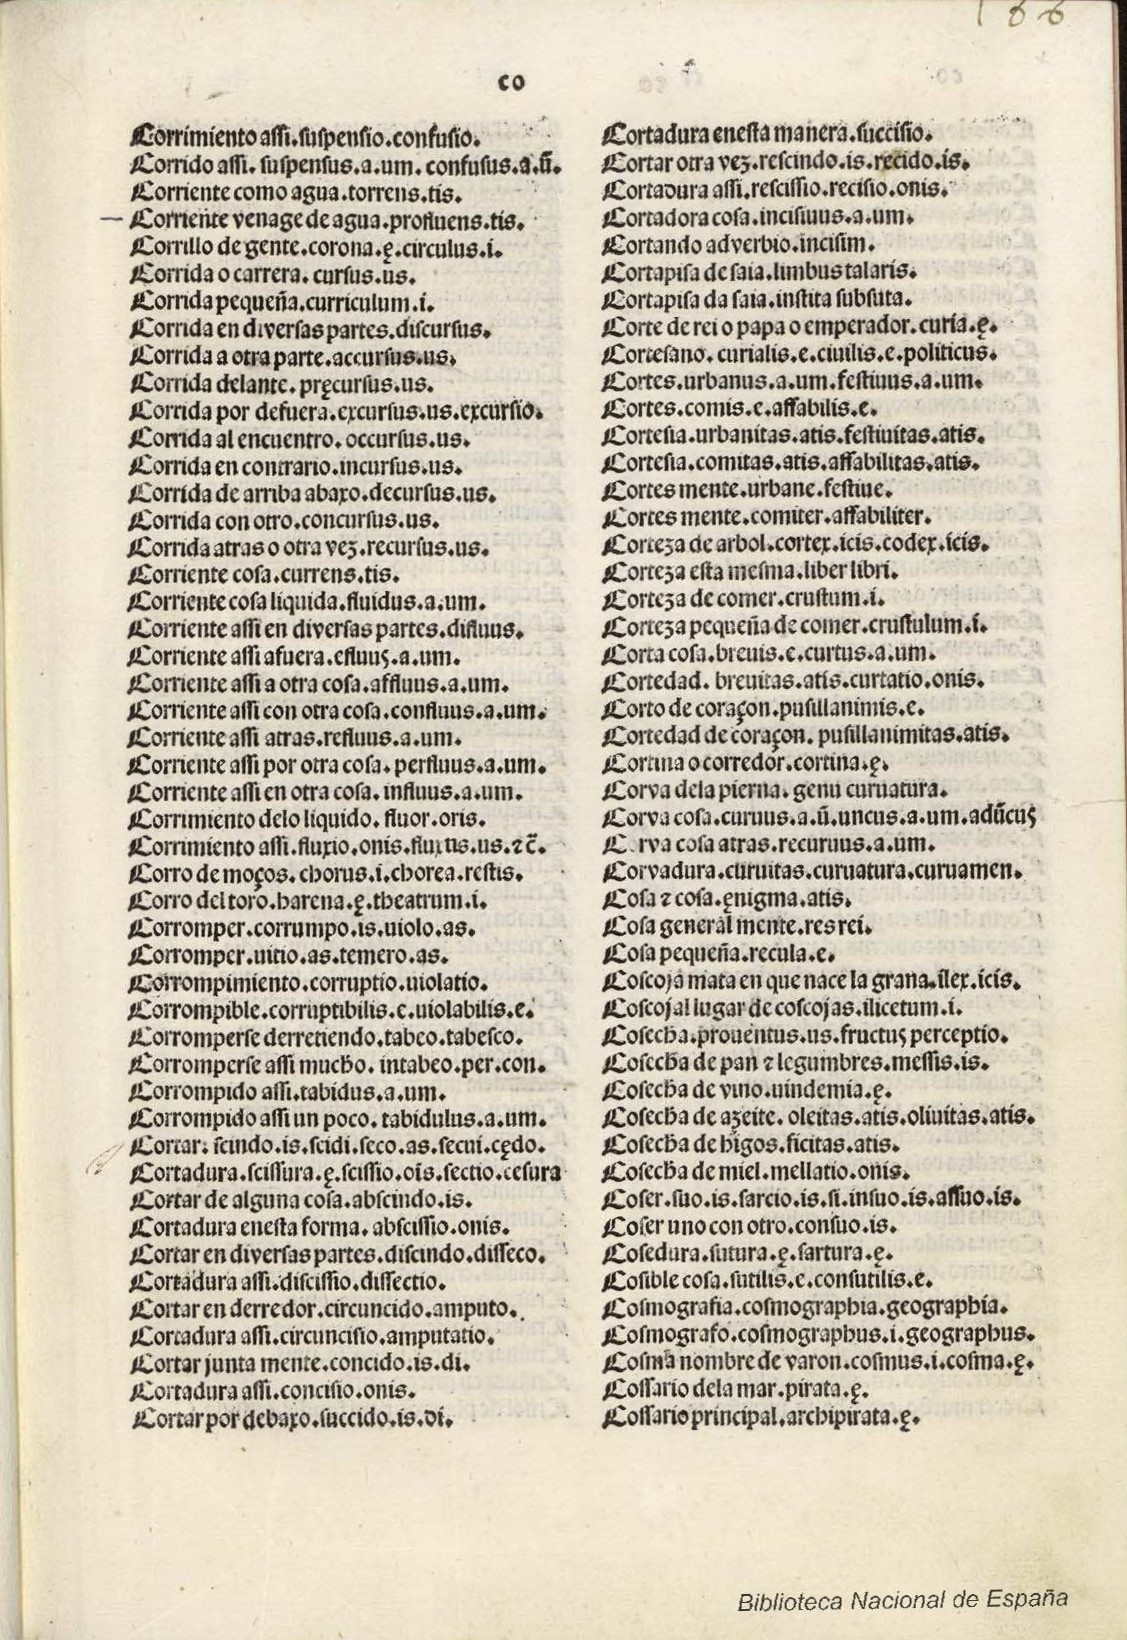 186
co
Corrimiento assi.suspensio.confusio.
Corrido assi. suspensus.a.um. confusus.a.ũ.
Corriente como agua.torrens.tis.
Corriente venage de agua.profluens.tis.
Corrillo de gente.corona.ę.circulus.i.
Corrida o carrera. cursus.us.
Corrida pequeña.curriculum.i.
Corrida en diversas partes.discursus.
Corrida a otra parte.accursus.us.
Corrida delante. pręcursus.us.
Corrida por defuera.excursus.us.excursio.
Corrida al encuentro. occursus.us.
Corrida en contrario.incursus.us.
Corrida de arriba abaxo.decursus.us.
Corrida con otro.concursus.us.
Corrida atras o otra vez.recursus.us.
Corriente cosa.currens.tis.
Corriente cosa liquida.fluidus.a.um.
Corriente assi en diversas partes.difluus.
Corriente assi afuera.efluus.a.um.
Corriente assi a otra cosa.affluus.a.um.
Corriente assi con otra cosa.confluus.a.um.
Corriente assi atras.refluus.a.um.
Corriente assi por otra cosa.perfluus.a.um.
Corriente assi en otra cosa.influus.a.um.
Corrimiento delo liquido. fluor.oris.
Corrimiento assi.fluxio.onis.fluxus.us.⁊c̃.
Corro de moços. chorus.i.chorea.restis.
Corro del toro.harena.ę.theatrum.i.
Corromper.corrumpo.is.uiolo.as.
Corromper.uitio.as.temero.as.
Corrompimiento.corruptio.uiolatio.
Corrompible.corruptibilis.e.uiolabilis.e.
Corromperse derretiendo.tabeo.tabesco.
Corromperse assi mucho. intabeo.per.con.
Corrompido assi.tabidus.a.um.
Corrompido assi un poco. tabidulus.a.um.
Cortar. scindo.is.scidi.seco.as.secui.cędo.
Cortadura.scissura.ę.scissio.oĩs.sectio.cesura
Cortar de alguna cosa.abscindo.is.
Cortadura enesta forma. abscissio.onis.
Cortar en diversas partes.discindo.disseco.
Cortadura assi.discissio.dissectio.
Cortar en derredor.circuncido.amputo.
Cortadura assi.circuncisio.amputatio.
Cortar junta mente.concido.is.di.
Cortadura assi.concisio.onis.
Cortar por debaxo.succido.is.di.
Cortadura enesta manera.succisio.
Cortar otra vez.rescindo.is.recido.is.
Cortadura assi.rescissio.recisio.onis.
Cortadora cosa.incisiuus.a.um.
Cortando adverbio.incisim.
Cortapisa de saia.limbus talaris.
Cortapisa da saia.instita subsuta.
Corte de rei o papa o emperador.curia.ę.
Cortesano. curialis.e.ciuilis.e.politicus.
Cortes.urbanus.a.um.festiuus.a.um.
Cortes.comis.e.affabilis.e.
Cortesia.urbanitas.atis.festiuitas.atis.
Cortesia.comitas.atis.affabilitas.atis.
Cortes mente.urbane.festiue.
Cortes mente.comiter.affabiliter.
Corteza de arbol.cortex.icis.codex.icis.
Corteza esta mesma.liber libri.
Corteza de comer.crustum.i.
Corteza pequeña de comer.crustulum.i.
Corta cosa.breuis.e.curtus.a.um.
Cortedad. breuitas.atis.curtatio.onis.
Corto de coraçon.pusillanimis.e.
Cortedad de coraçon. pusillanimitas.atis.
Cortina o corredor.cortina.ę.
Corva dela pierna. genu curuatura.
Corva cosa.curuus.a.ũ.uncus.a.um.adũcus
C.rva cosa atras.recuruus.a.um.
Corvadura.curuitas.curuatura.curuamen.
Cosa ⁊ cosa.ęnigma.atis.
Cosa general mente.res rei.
Cosa pequeña.recula.e.
Coscoja mata en que nace la grana.ilex.icis.
Coscojal lugar de coscojas.ilicetum.i.
Cosecha.prouentus.us.fructus perceptio.
Cosecha de pan ⁊ legumbres.messis.is.
Cosecha de vino.uindemia.ę.
Cosecha de azeite. oleitas.atis.oliuitas.atis.
Cosecha de higos.ficitas.atis.
Cosecha de miel.mellatio.onis.
Coser.suo.is.sarcio.is.si.insuo.is.assuo.is.
Coser uno con otro.consuo.is.
Cosedura.sutura.ę.sartura.ę.
Cosible cosa.sutilis.e.consutilis.e.
Cosmografia.cosmographia.geographia.
Cosmografo.cosmographus.i.geographus.
Cosma nombre de varon.cosmus.i.cosma.ę.
Cossario dela mar.pirata.ę.
Cossario principal.archipirata.ę.
Biblioteca Nacional de España